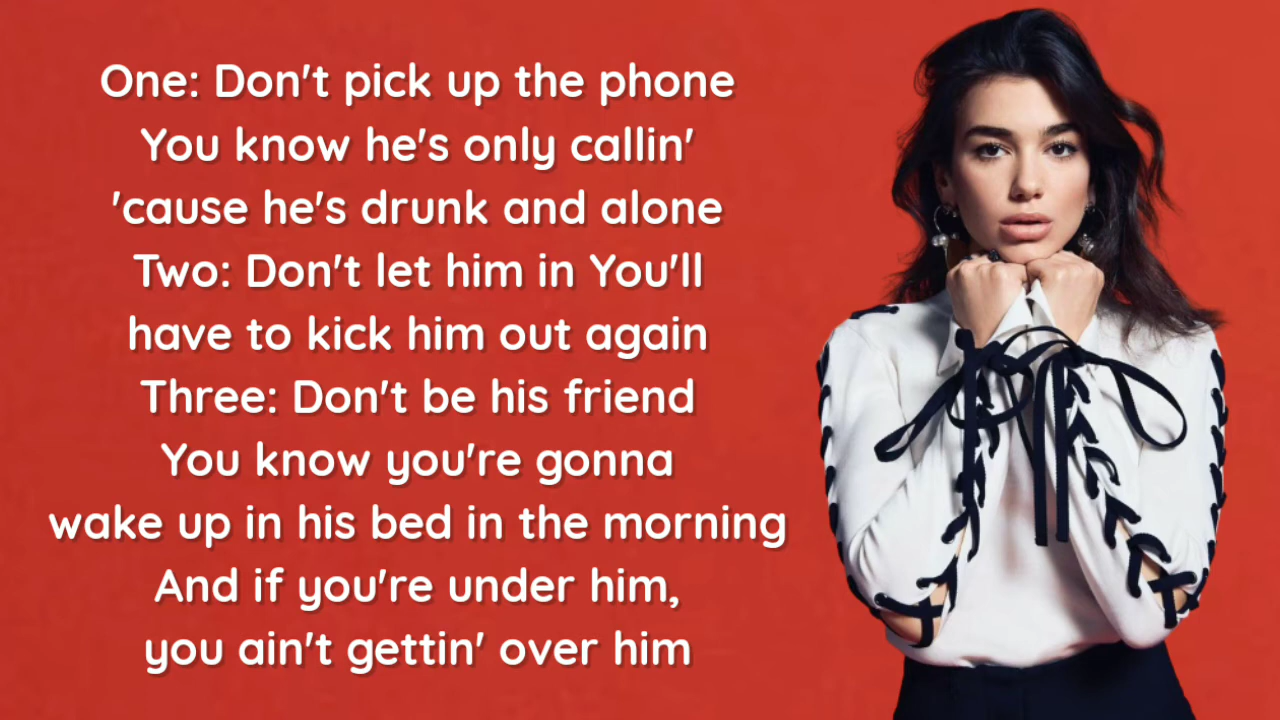 One: Don't pick up the phone
You know he's only callin'
'cause he's drunk and alone
Two: Don't let him in You'll
have to kick him out again
Three: Don't be his friend
You know you're gonna
wake up in his bed in the morning
And if you're under him,
you ain't gettin' over him